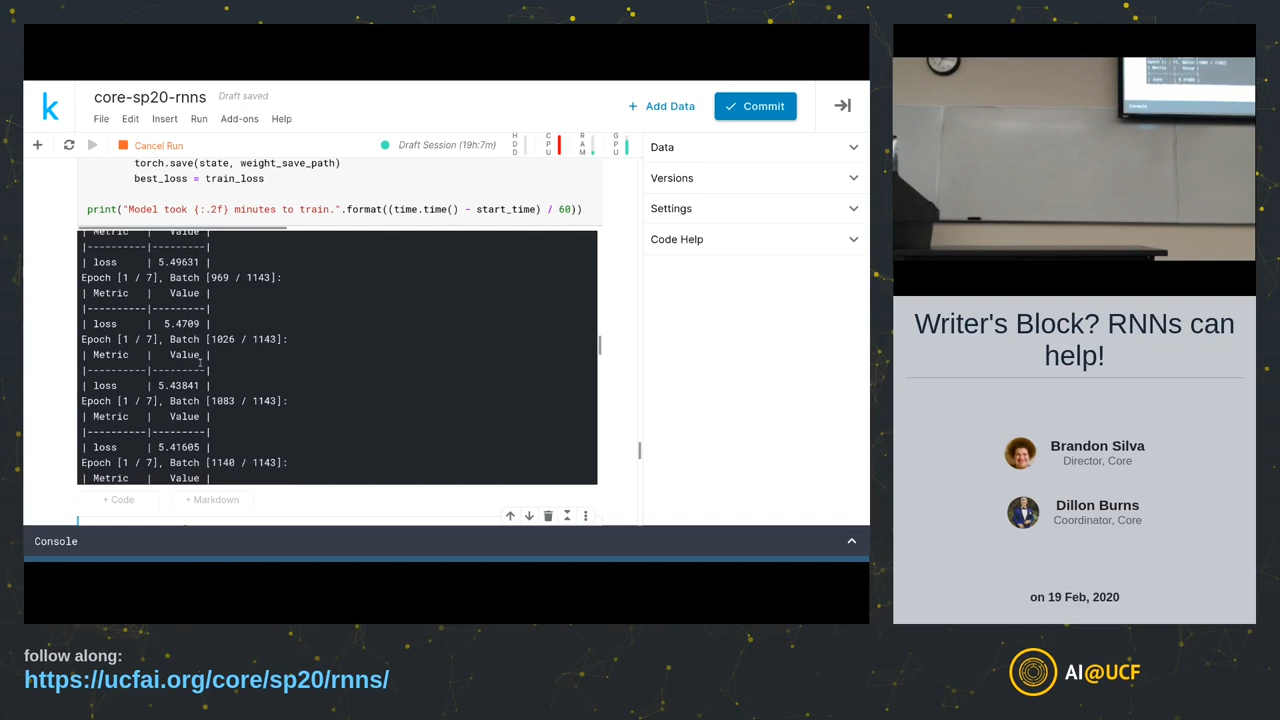 core-sp20-rnns
Draft saved
File Edit Insert Run Add-ons Help
+ Add Data
Commit
Cancel Run
Draft Session (19h:7m)
HDD
CPU
RAM
GPU
torch.save(state, weight_save_path)
best_loss = train_loss
print("Model took {:.2f} minutes to train.".format((time.time() - start_time) / 60))
| Metric | Value |
|----------|---------|
| loss | 5.49631 |
Epoch [1 / 7], Batch [969 / 1143]:
| Metric | Value |
|----------|---------|
| loss | 5.4709 |
Epoch [1 / 7], Batch [1026 / 1143]:
| Metric | Value |
|----------|---------|
| loss | 5.43841 |
Epoch [1 / 7], Batch [1083 / 1143]:
| Metric | Value |
|----------|---------|
| loss | 5.41605 |
Epoch [1 / 7], Batch [1140 / 1143]:
| Metric | Value |
+ Code
+ Markdown
Console
Data
Versions
Settings
Code Help
Writer's Block? RNNs can
help!
Brandon Silva
Director, Core
Dillon Burns
Coordinator, Core
on 19 Feb, 2020
follow along:
https://ucfai.org/core/sp20/rnns/
AI@UCF